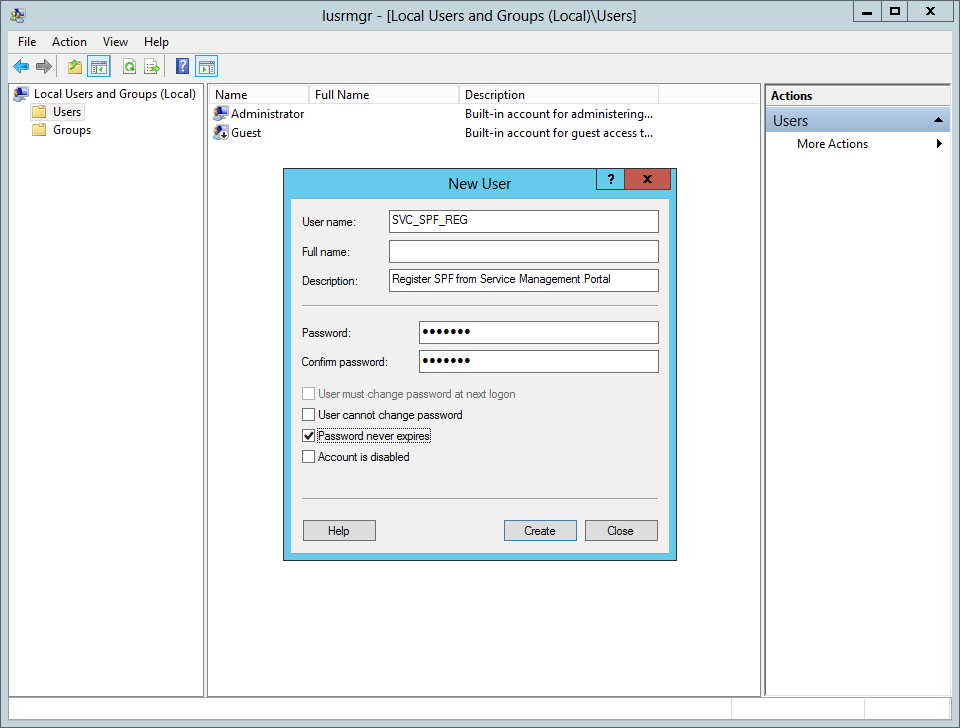 lusrmgr - [Local Users and Groups (Local)\Users]
File Action View Help
Local Users and Groups (Local)
Users
Groups
Name Full Name Description
Administrator Built-in account for administering...
Guest Built-in account for guest access t...
Actions
Users
More Actions
New User
?
User name: SVC_SPF_REG
Full name:
Description: Register SPF from Service Management Portal
Password: •••••••
Confirm password: •••••••
User must change password at next logon
User cannot change password
Password never expires
Account is disabled
Help Create Close